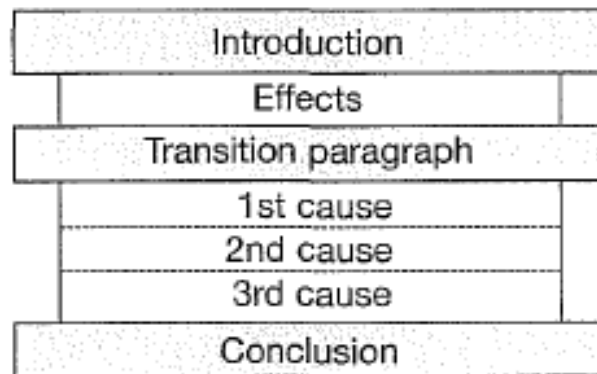 Introduction
Effects
Transition paragraph
1st cause
2nd cause
3rd cause
Conclusion